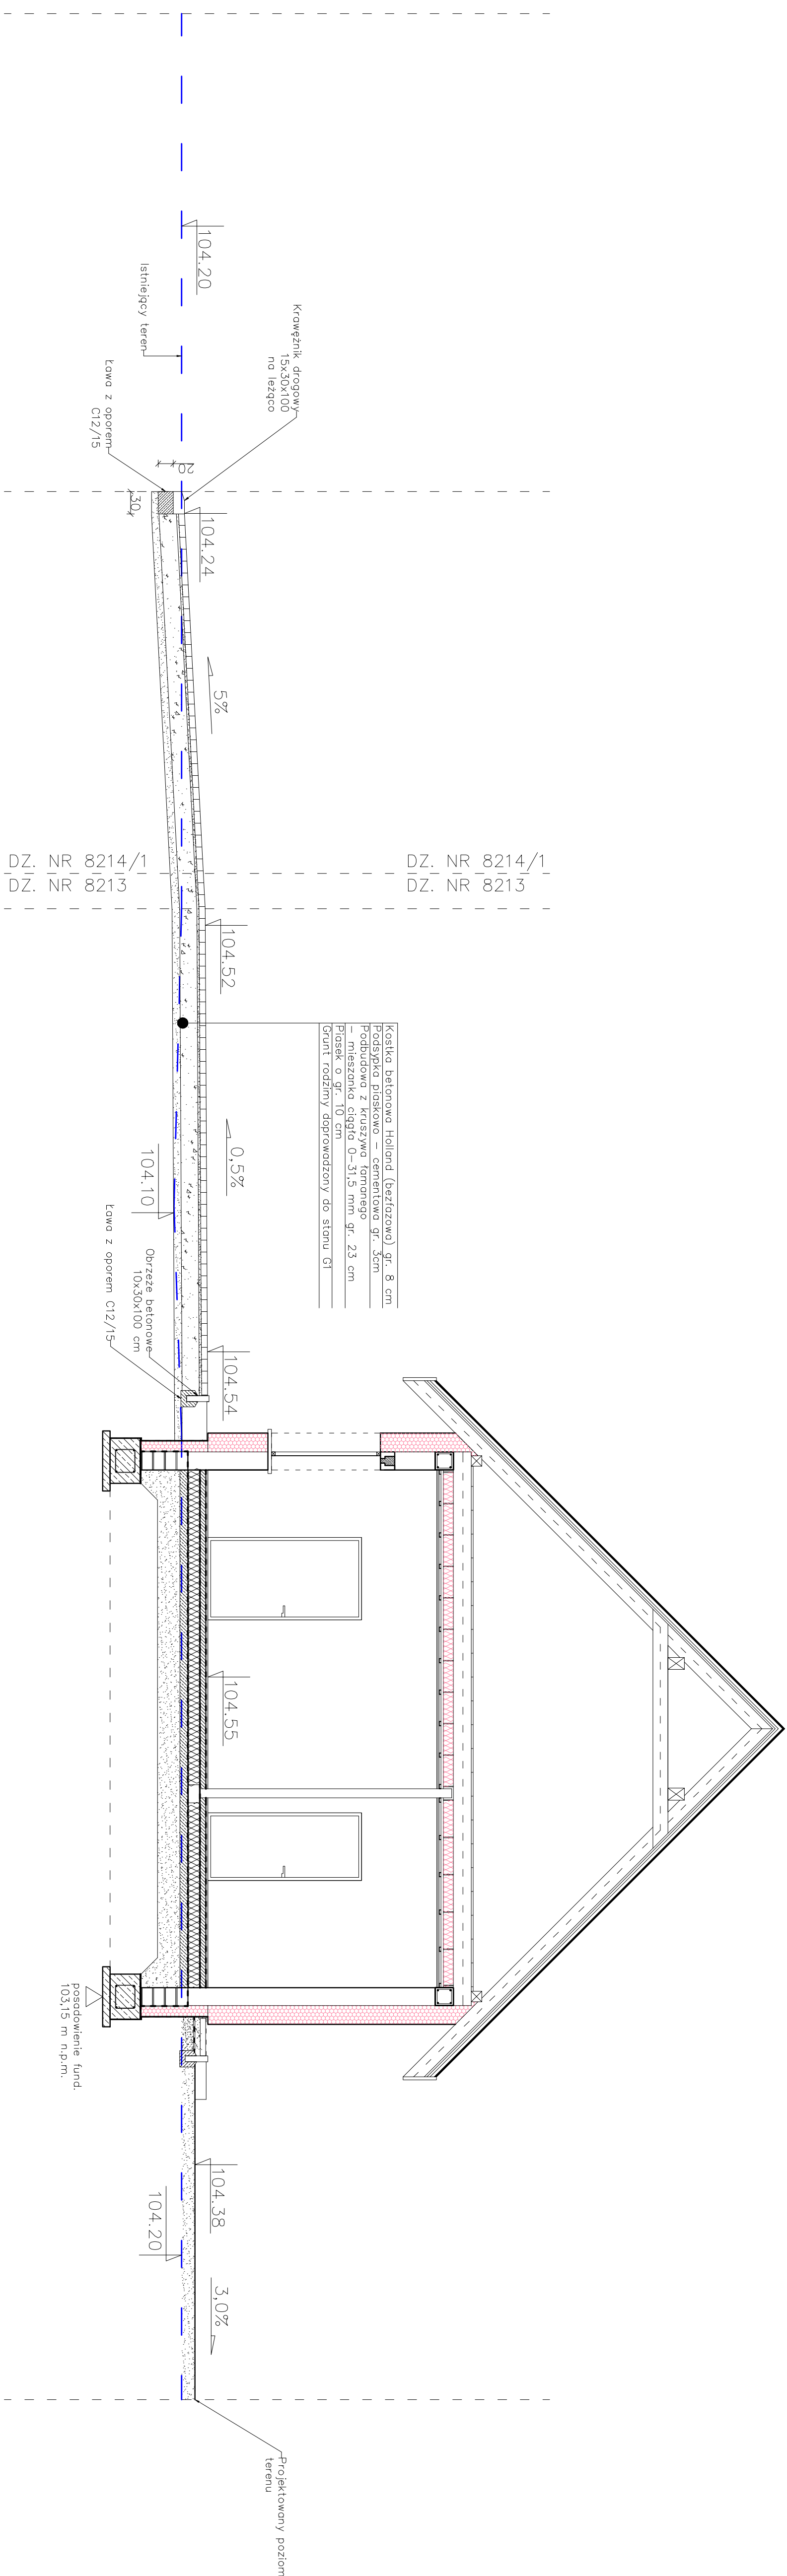 104.20
Istniejący teren
Krawężnik drogowy
15x30x100
na leżąco
Ława z oporem
C12/15
20
30
104.24
5%
DZ. NR 8214/1
DZ. NR 8213
DZ. NR 8214/1
DZ. NR 8213
104.52
Kostka betonowa Holland (bezfazowa) gr. 8 cm
Podsypka piaskowo - cementowa gr. 3cm
Podbudowa z kruszywa łamanego
- mieszanka ciągła 0-31,5 mm gr. 23 cm
Piasek o gr. 10 cm
Grunt rodzimy doprowadzony do stanu G1
0,5%
104.10
Obrzeże betonowe
10x30x100 cm
Ława z oporem C12/15
104.54
104.55
posadowienie fund.
103,15 m n.p.m.
104.38
104.20
3,0%
Projektowany poziom
terenu